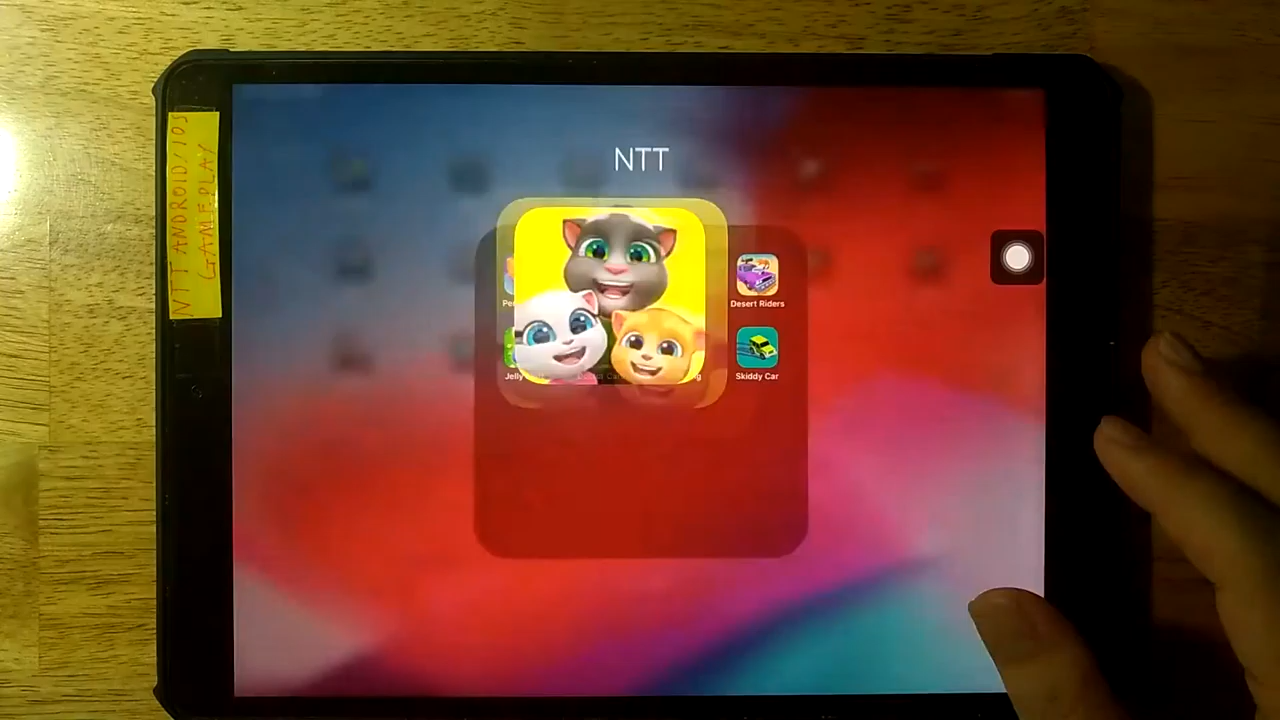 NTT ANDROID/IOS
GAMEPLAY
NTT
Desert Riders
Skiddy Car